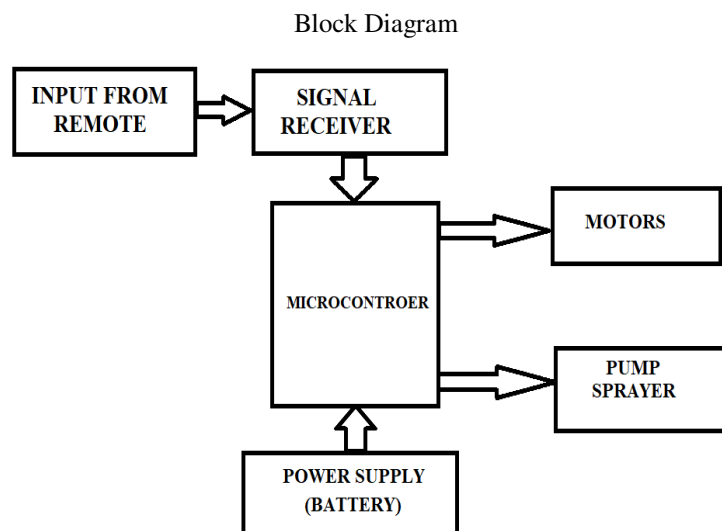 Block Diagram
INPUT FROM
REMOTE
SIGNAL
RECEIVER
MOTORS
MICROCONTROER
PUMP
SPRAYER
POWER SUPPLY
(BATTERY)